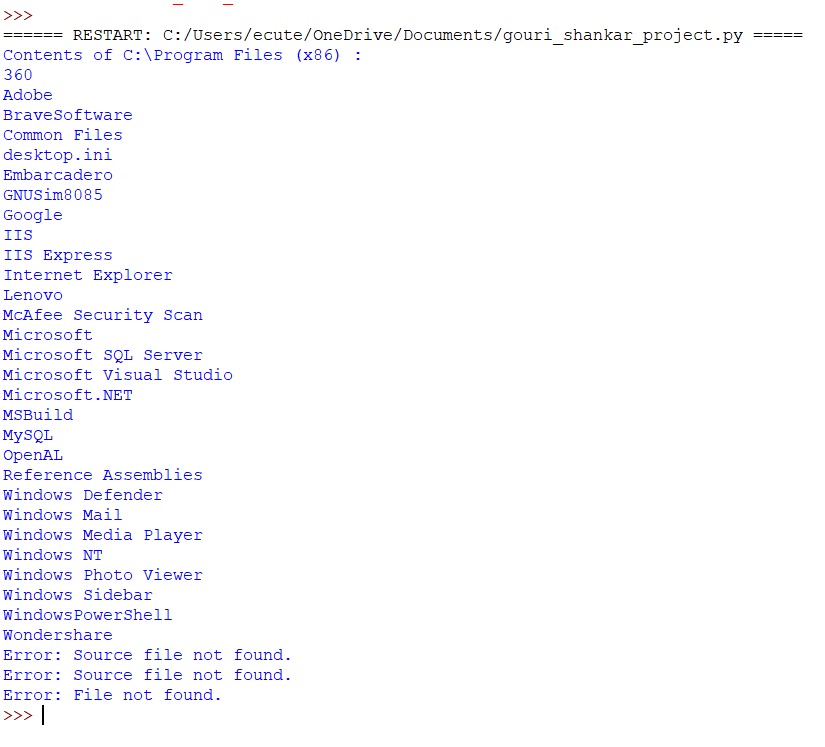 >>>
====== RESTART: C:/Users/ecute/OneDrive/Documents/gouri_shankar_project.py =====
Contents of C:\Program Files (x86) :
360
Adobe
BraveSoftware
Common Files
desktop.ini
Embarcadero
GNUSim8085
Google
IIS
IIS Express
Internet Explorer
Lenovo
McAfee Security Scan
Microsoft
Microsoft SQL Server
Microsoft Visual Studio
Microsoft.NET
MSBuild
MySQL
OpenAL
Reference Assemblies
Windows Defender
Windows Mail
Windows Media Player
Windows NT
Windows Photo Viewer
Windows Sidebar
WindowsPowerShell
Wondershare
Error: Source file not found.
Error: Source file not found.
Error: File not found.
>>>